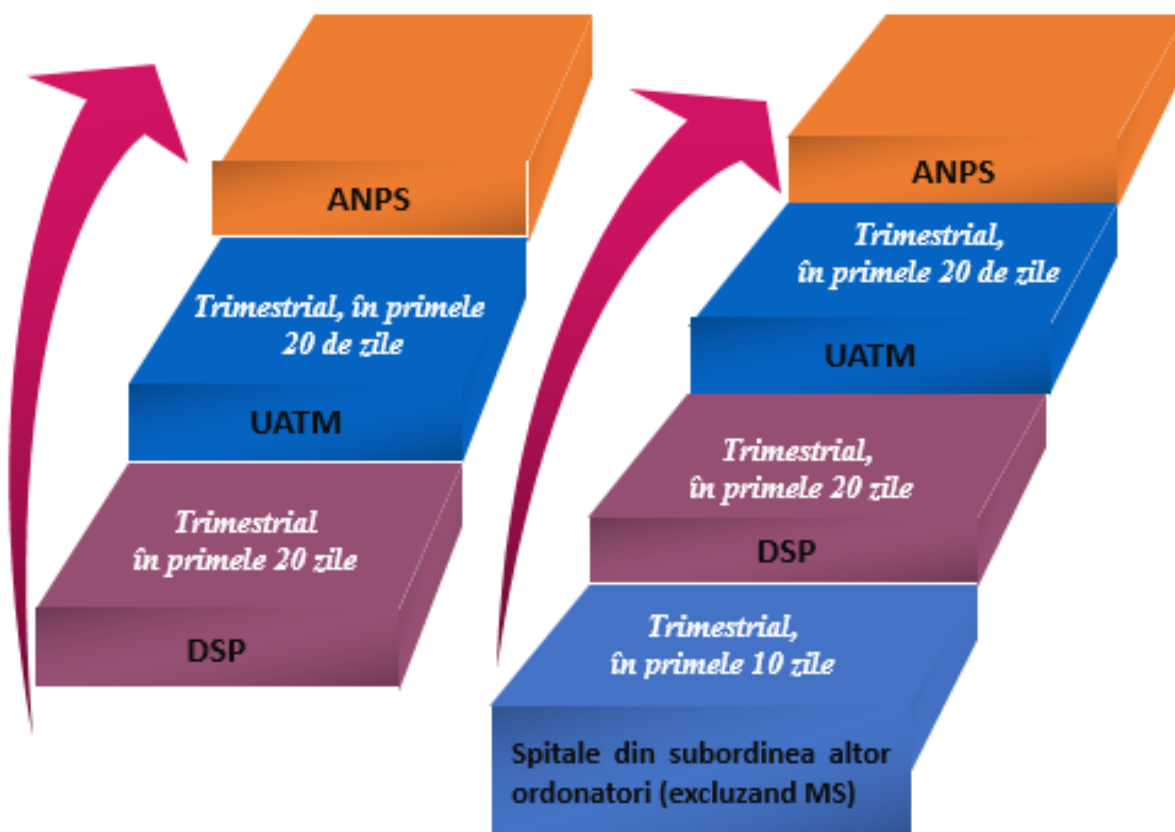 ANPS
Trimestrial, în primele
20 de zile
UATM
Trimestrial
în primele 20 zile
DSP
ANPS
Trimestrial,
în primele 20 de zile
UATM
Trimestrial,
în primele 20 zile
DSP
Trimestrial,
în primele 10 zile
Spitale din subordinea altor
ordonatori (excluzand MS)